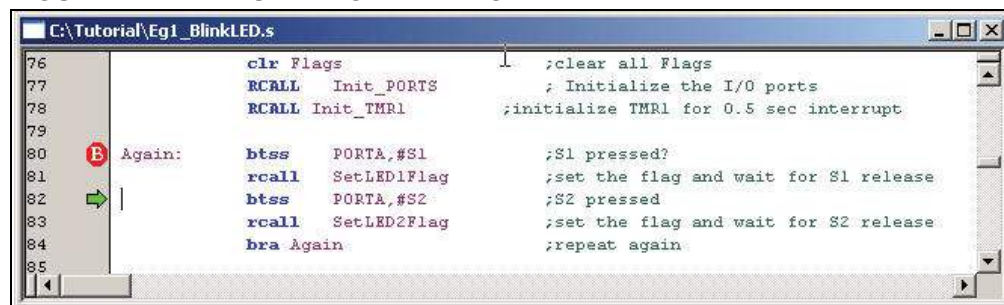 C:\Tutorial\Eg1_BlinkLED.s
76 clr Flags ;clear all Flags
77 RCALL Init_PORTS ; Initialize the I/O ports
78 RCALL Init_TMR1 ;initialize TMR1 for 0.5 sec interrupt
79
80 B Again: btss PORTA,#S1 ;S1 pressed?
81 rcall SetLED1Flag ;set the flag and wait for S1 release
82 btss PORTA,#S2 ;S2 pressed
83 rcall SetLED2Flag ;set the flag and wait for S2 release
84 bra Again ;repeat again
85